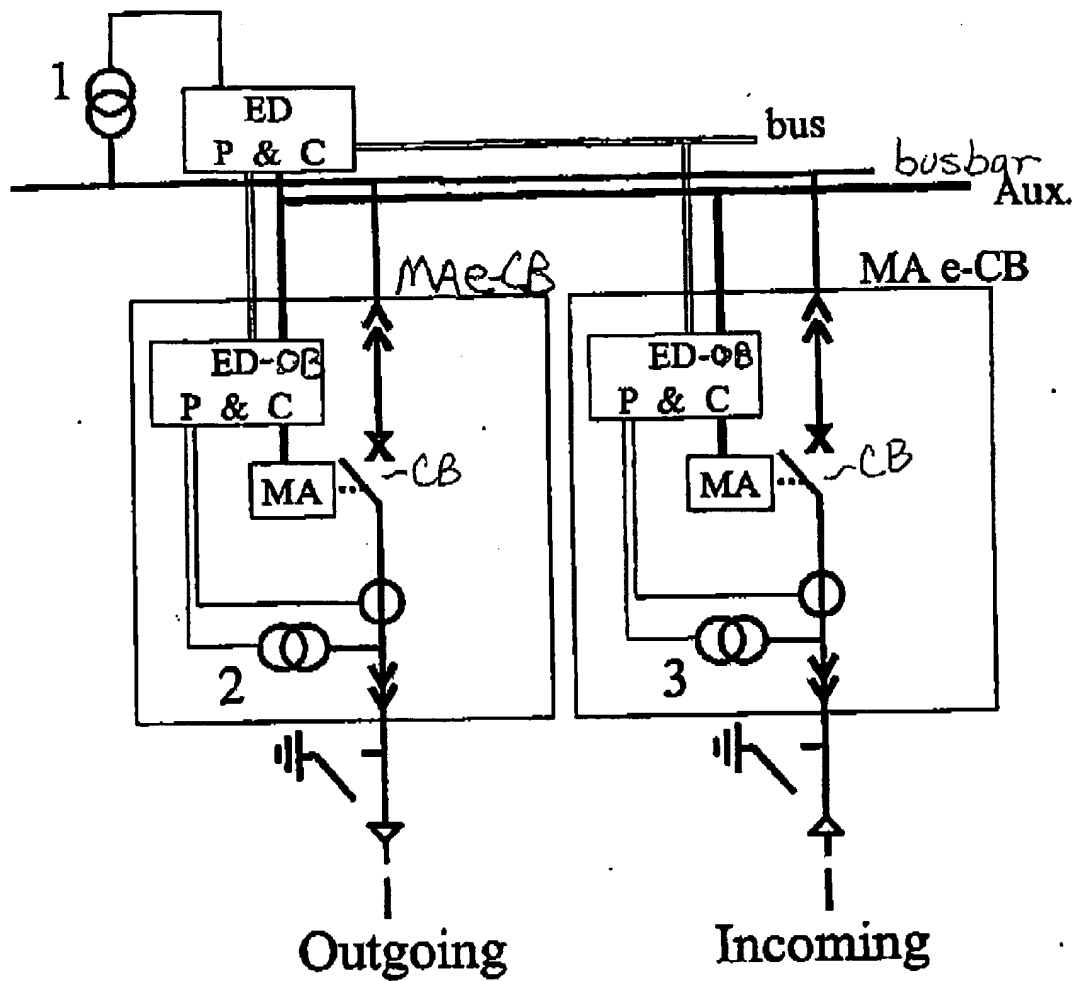 1
ED
P & C
bus
busbar
Aux.
MAe-CB
MA e-CB
ED-OB
P & C
ED-OB
P & C
CB
CB
MA
MA
2
3
Outgoing
Incoming